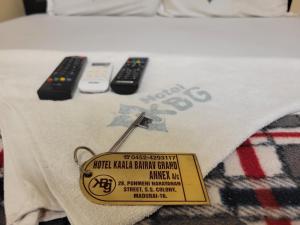 Hotel
KBG
✆ 0452-4293117
HOTEL KAALA BAIRAV GRAND
ANNEX A/c
28, PONMENI NARAYANAN
STREET, S.S. COLONY,
MADURAI-16.
KBG